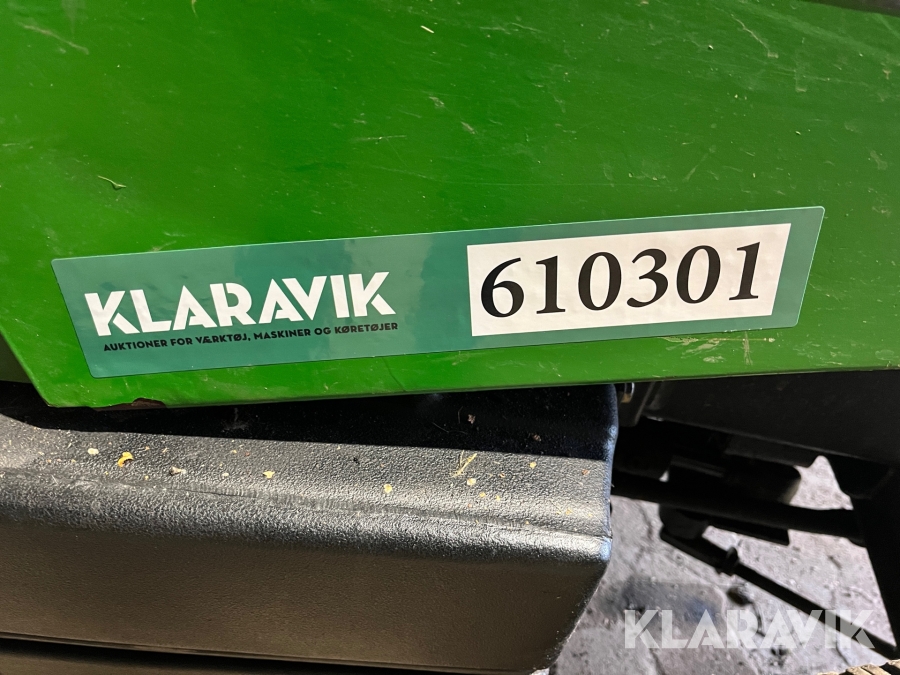 KLARAVIK
AUKTIONER FOR VÆRKTØJ, MASKINER OG KØRETØJER
610301
KLARAVIK